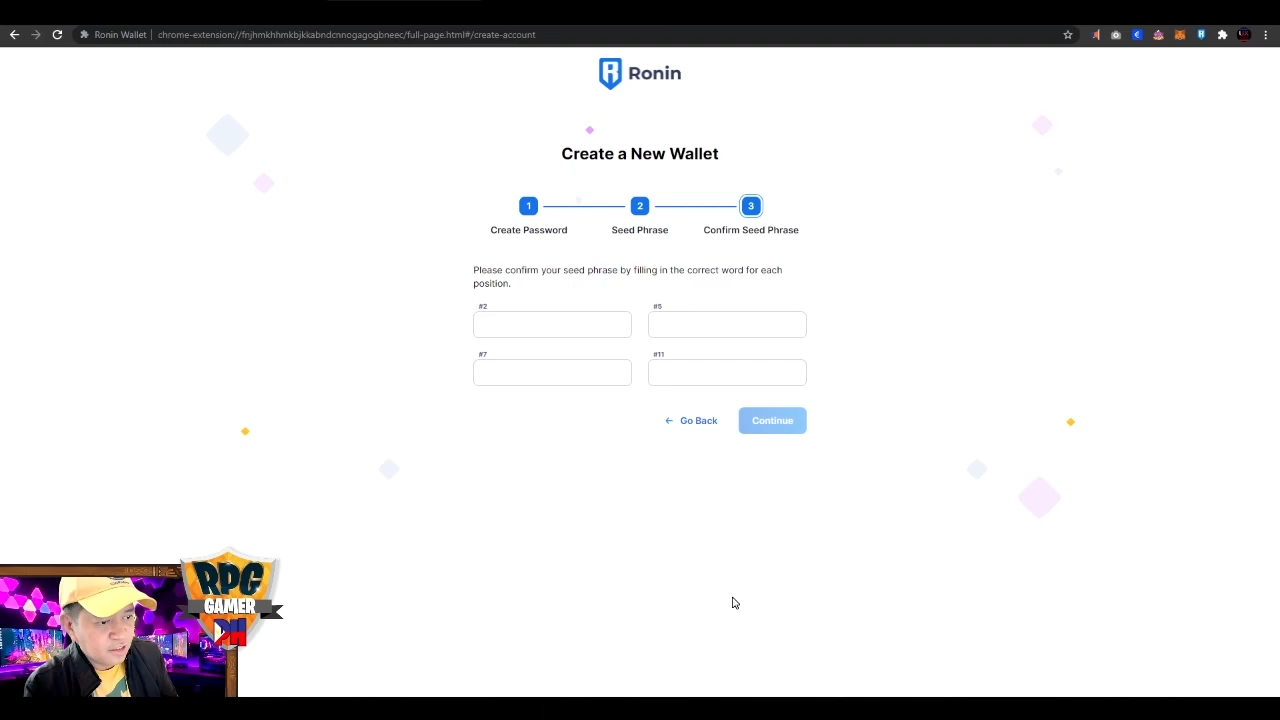 Ronin Wallet | chrome-extension://fnjhmkhhmkbjkkabndcnnogagogbneec/full-page.html#/create-account
Ronin
Create a New Wallet
1 2 3
Create Password Seed Phrase Confirm Seed Phrase
Please confirm your seed phrase by filling in the correct word for each
position.
#2 #5
#7 #11
← Go Back Continue
RPG
GAMER
PH